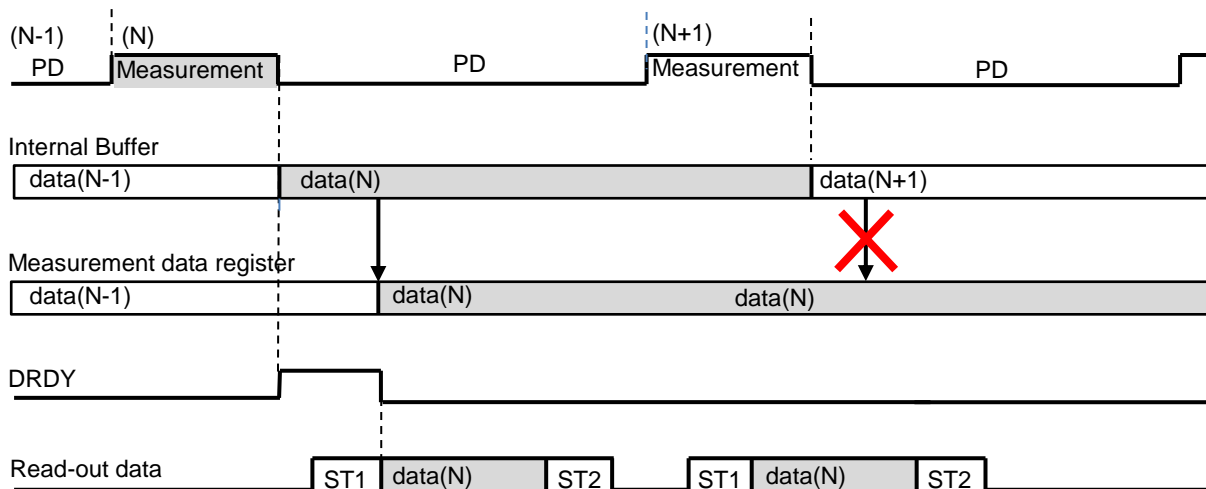 (N-1) (N) (N+1)
PD Measurement PD Measurement PD
Internal Buffer
data(N-1) data(N) data(N+1)
Measurement data register
data(N-1) data(N) data(N)
DRDY
Read-out data ST1 data(N) ST2 ST1 data(N) ST2